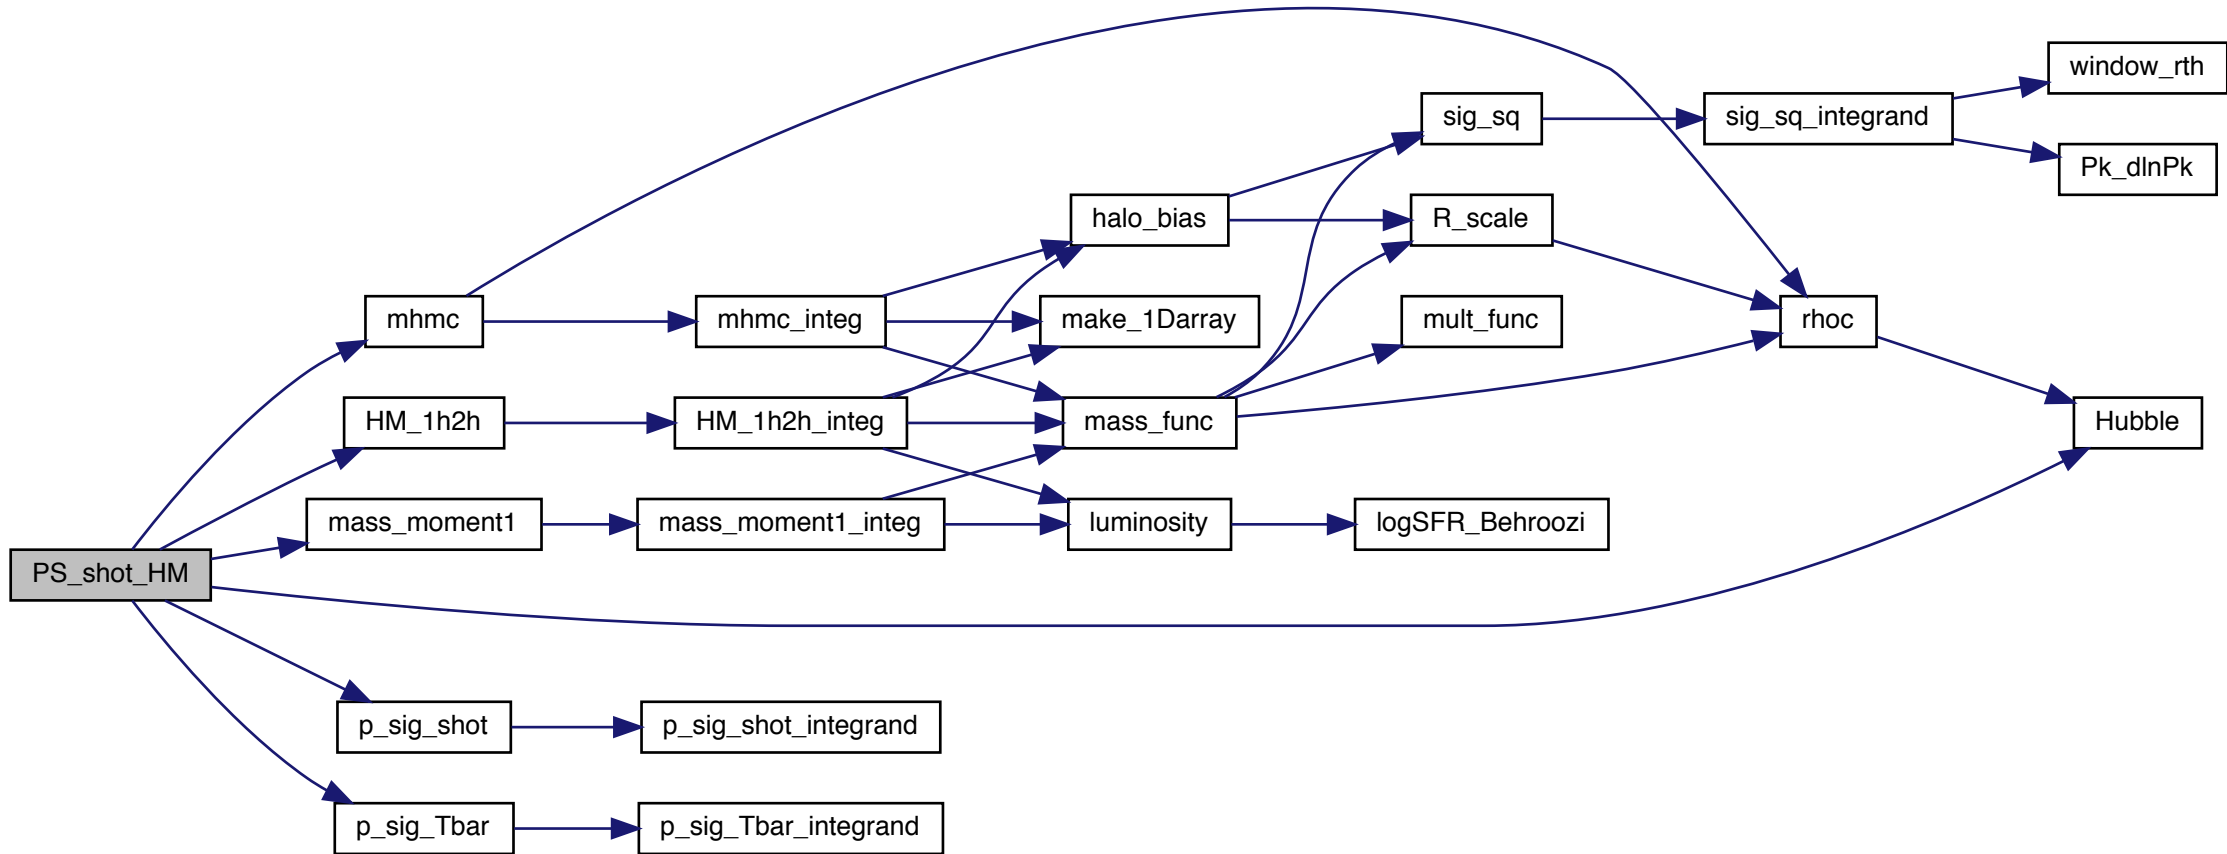 window_rth
sig_sq
sig_sq_integrand
Pk_dlnPk
halo_bias
R_scale
mhmc
mhmc_integ
make_1Darray
mult_func
rhoc
HM_1h2h
HM_1h2h_integ
mass_func
Hubble
mass_moment1
mass_moment1_integ
luminosity
logSFR_Behroozi
PS_shot_HM
p_sig_shot
p_sig_shot_integrand
p_sig_Tbar
p_sig_Tbar_integrand